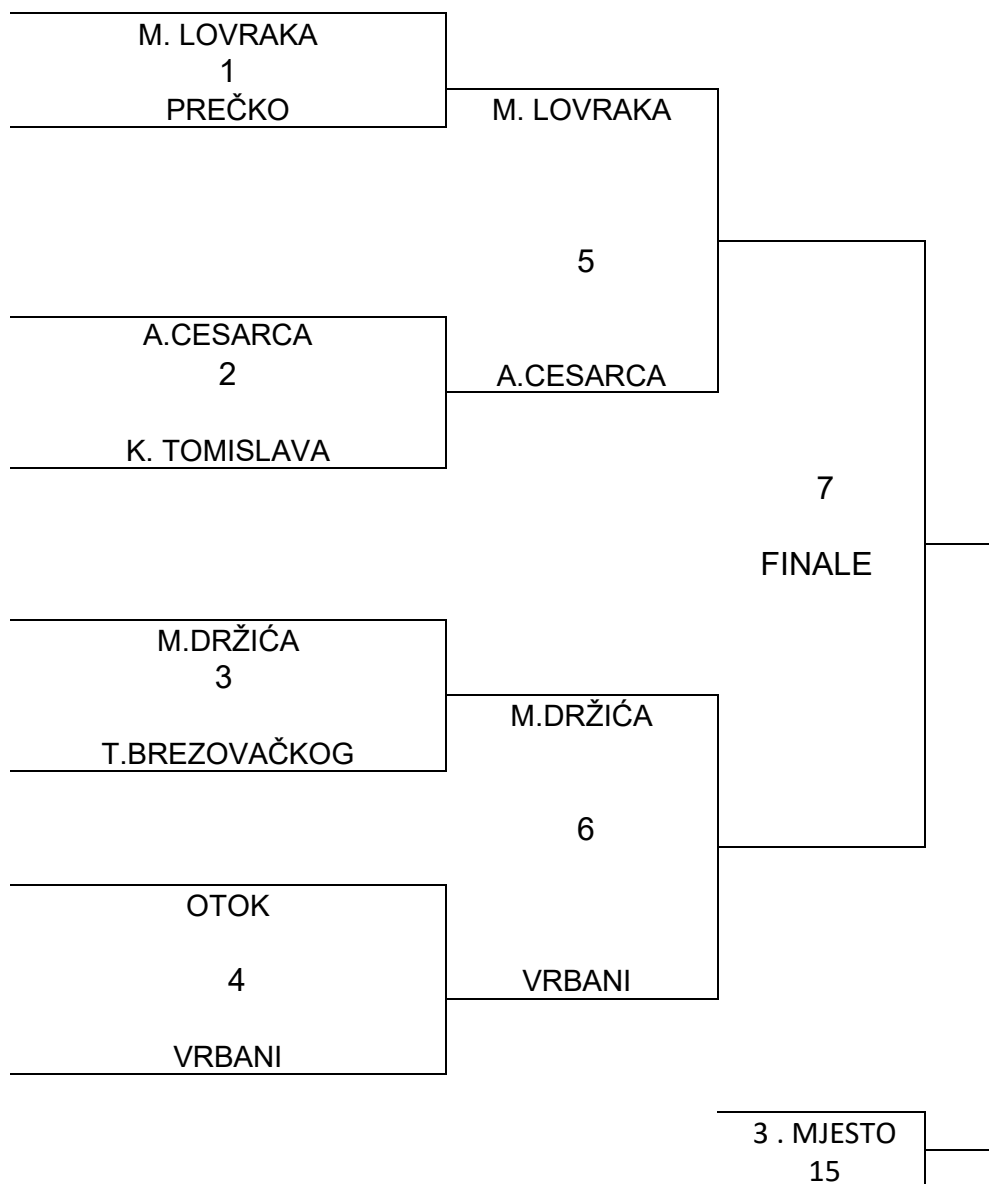 M. LOVRAKA
1
PREČKO
M. LOVRAKA
5
A.CESARCA
2
A.CESARCA
K. TOMISLAVA
7
FINALE
M.DRŽIĆA
3
M.DRŽIĆA
T.BREZOVAČKOG
6
OTOK
4
VRBANI
VRBANI
3 . MJESTO
15